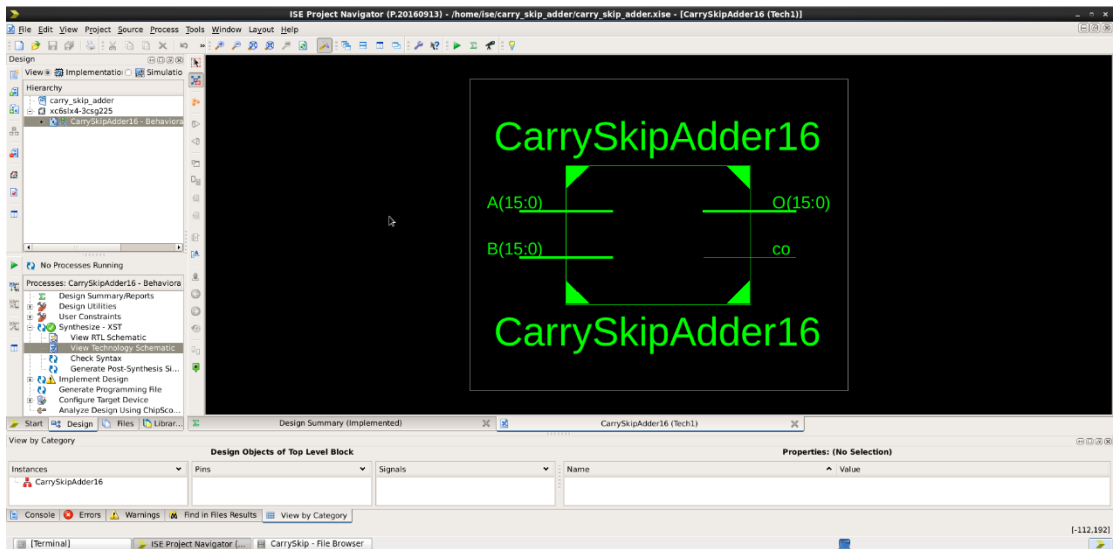 ISE Project Navigator (P.20160913) - /home/ise/carry_skip_adder/carry_skip_adder.xise - [CarrySkipAdder16 (Tech1)]
File Edit View Project Source Process Tools Window Layout Help
Design
View Implementatio Simulatio
Hierarchy
carry_skip_adder
xc6slx4-3csg225
CarrySkipAdder16 - Behaviora
No Processes Running
Processes: CarrySkipAdder16 - Behaviora
Design Summary/Reports
Design Utilities
User Constraints
Synthesize - XST
View RTL Schematic
View Technology Schematic
Check Syntax
Generate Post-Synthesis Si...
Implement Design
Generate Programming File
Configure Target Device
Analyze Design Using ChipSco...
CarrySkipAdder16
A(15:0) O(15:0)
B(15:0) co
CarrySkipAdder16
Start Design Files Librar... Design Summary (Implemented) CarrySkipAdder16 (Tech1)
View by Category
Design Objects of Top Level Block Properties: (No Selection)
Instances Pins Signals Name Value
CarrySkipAdder16
Console Errors Warnings Find in Files Results View by Category
[-112,192]
[Terminal] ISE Project Navigator (... CarrySkip - File Browser